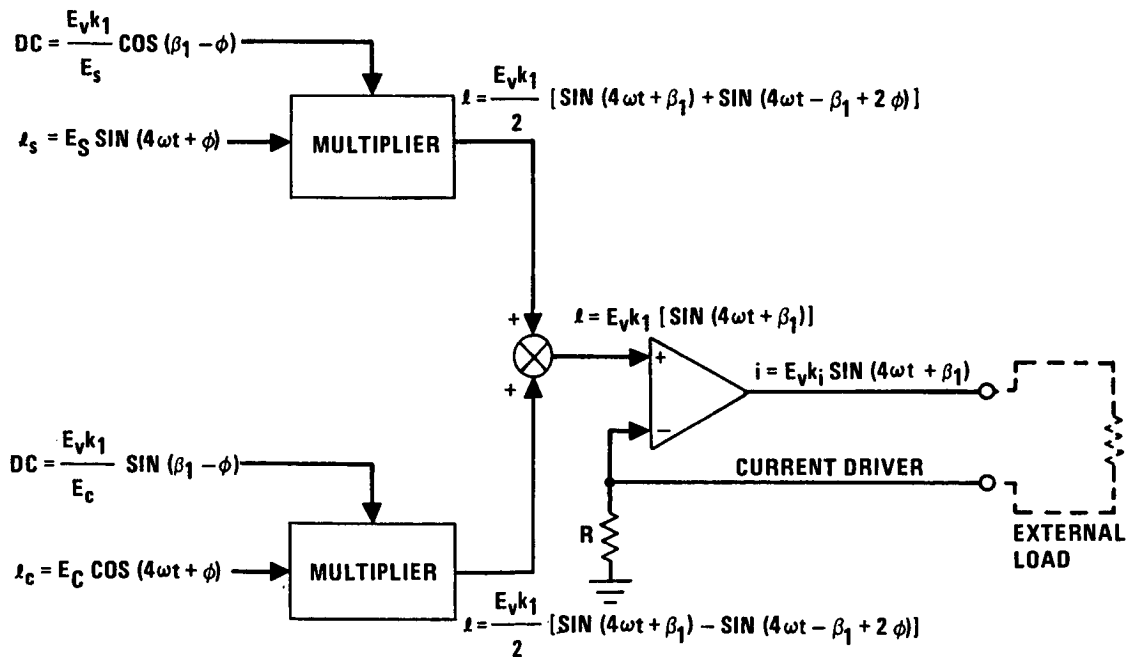 DC = E_v k_1 / E_s COS (β_1 − ϕ)
ℓ = E_v k_1 / 2 [SIN (4ωt + β_1) + SIN (4ωt − β_1 + 2 ϕ)]
ℓ_s = E_S SIN (4ωt + ϕ)
MULTIPLIER
+
ℓ = E_v k_1 [SIN (4ωt + β_1)]
+
+
i = E_v k_i SIN (4ωt + β_1)
−
DC = E_v k_1 / E_c SIN (β_1 − ϕ)
CURRENT DRIVER
R
EXTERNAL
LOAD
ℓ_c = E_C COS (4ωt + ϕ)
MULTIPLIER
ℓ = E_v k_1 / 2 [SIN (4ωt + β_1) − SIN (4ωt − β_1 + 2 ϕ)]